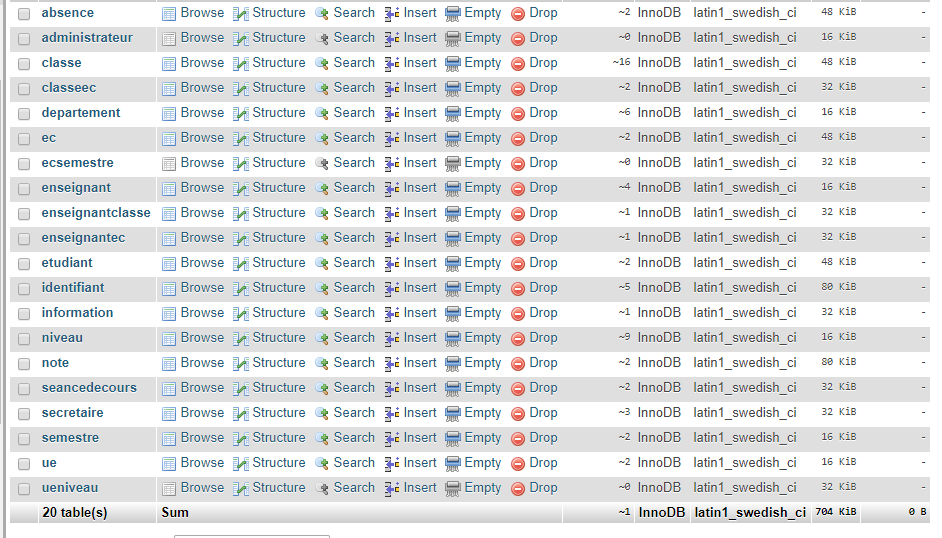 absence Browse Structure Search Insert Empty Drop ~2 InnoDB latin1_swedish_ci 48 KiB -
administrateur Browse Structure Search Insert Empty Drop ~0 InnoDB latin1_swedish_ci 16 KiB -
classe Browse Structure Search Insert Empty Drop ~16 InnoDB latin1_swedish_ci 48 KiB -
classeec Browse Structure Search Insert Empty Drop ~2 InnoDB latin1_swedish_ci 32 KiB -
departement Browse Structure Search Insert Empty Drop ~6 InnoDB latin1_swedish_ci 16 KiB -
ec Browse Structure Search Insert Empty Drop ~2 InnoDB latin1_swedish_ci 48 KiB -
ecsemestre Browse Structure Search Insert Empty Drop ~0 InnoDB latin1_swedish_ci 32 KiB -
enseignant Browse Structure Search Insert Empty Drop ~4 InnoDB latin1_swedish_ci 16 KiB -
enseignantclasse Browse Structure Search Insert Empty Drop ~1 InnoDB latin1_swedish_ci 32 KiB -
enseignantec Browse Structure Search Insert Empty Drop ~1 InnoDB latin1_swedish_ci 32 KiB -
etudiant Browse Structure Search Insert Empty Drop ~2 InnoDB latin1_swedish_ci 48 KiB -
identifiant Browse Structure Search Insert Empty Drop ~5 InnoDB latin1_swedish_ci 80 KiB -
information Browse Structure Search Insert Empty Drop ~1 InnoDB latin1_swedish_ci 32 KiB -
niveau Browse Structure Search Insert Empty Drop ~9 InnoDB latin1_swedish_ci 16 KiB -
note Browse Structure Search Insert Empty Drop ~2 InnoDB latin1_swedish_ci 80 KiB -
seancedecours Browse Structure Search Insert Empty Drop ~2 InnoDB latin1_swedish_ci 32 KiB -
secretaire Browse Structure Search Insert Empty Drop ~3 InnoDB latin1_swedish_ci 32 KiB -
semestre Browse Structure Search Insert Empty Drop ~2 InnoDB latin1_swedish_ci 16 KiB -
ue Browse Structure Search Insert Empty Drop ~2 InnoDB latin1_swedish_ci 16 KiB -
ueniveau Browse Structure Search Insert Empty Drop ~0 InnoDB latin1_swedish_ci 32 KiB -
20 table(s) Sum ~1 InnoDB latin1_swedish_ci 704 KiB 0 B